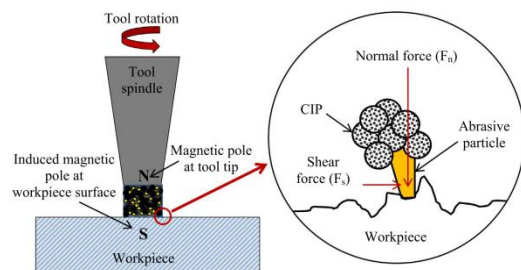 Tool rotation
Tool
spindle
Induced magnetic
pole at
workpiece surface
N
Magnetic pole
at tool tip
S
Workpiece
Normal force (Fₙ)
CIP
Abrasive
particle
Shear
force (Fₛ)
Workpiece